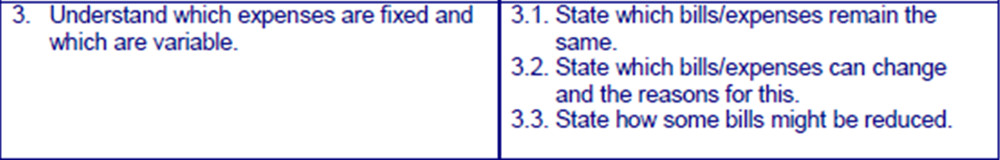 3. Understand which expenses are fixed and
which are variable.
3.1. State which bills/expenses remain the
same.
3.2. State which bills/expenses can change
and the reasons for this.
3.3. State how some bills might be reduced.